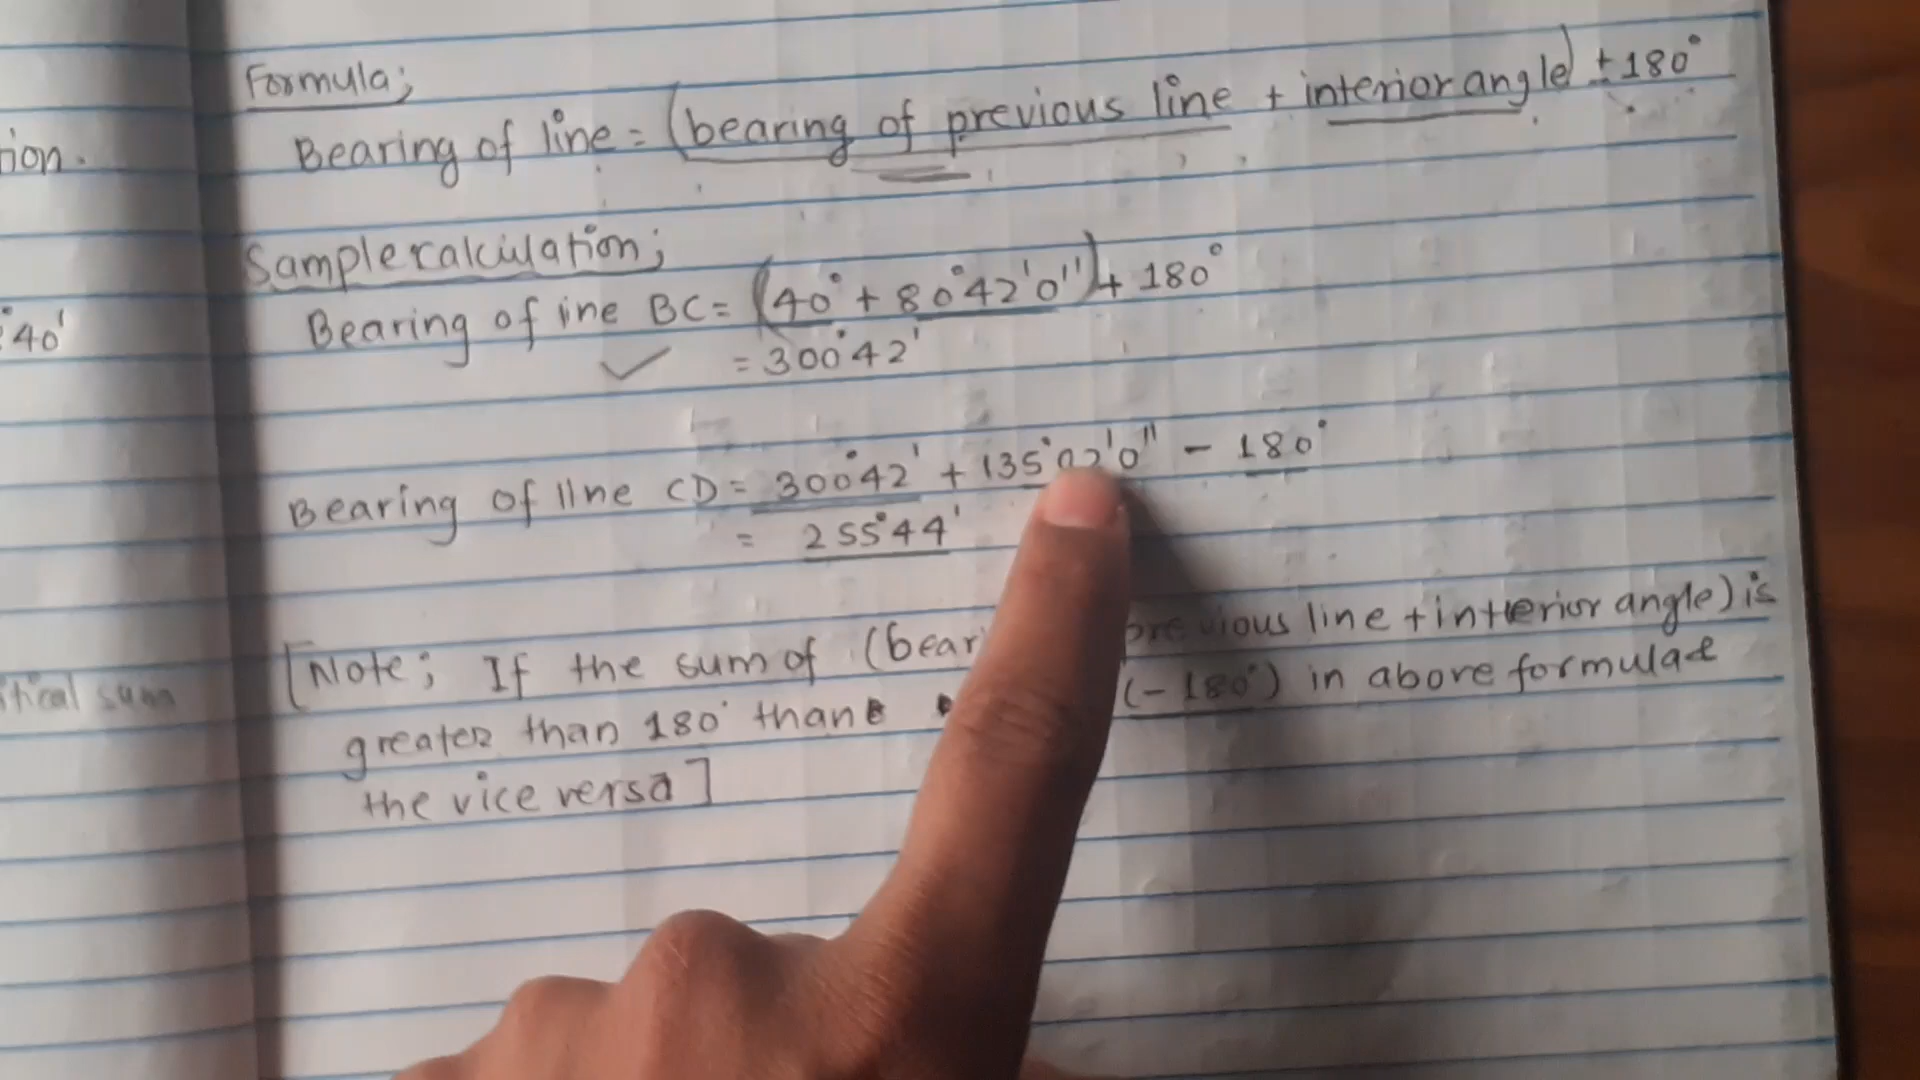 Formula;
Bearing of line = (bearing of previous line + interior angle) ± 180°
Sample calculation;
Bearing of ine BC = (40° + 80°42'0") + 180°
= 300°42'
Bearing of line CD = 300°42' + 135°02'0" - 180°
= 255°44'
[Note; If the sum of (bear previous line + interior angle) is
greater than 180° than (-180°) in above formula
the vice versa]
40'
sum